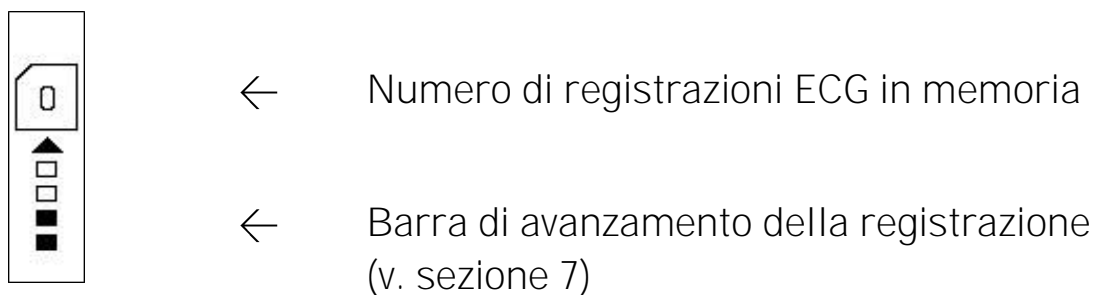 0
← Numero di registrazioni ECG in memoria
← Barra di avanzamento della registrazione
(v. sezione 7)